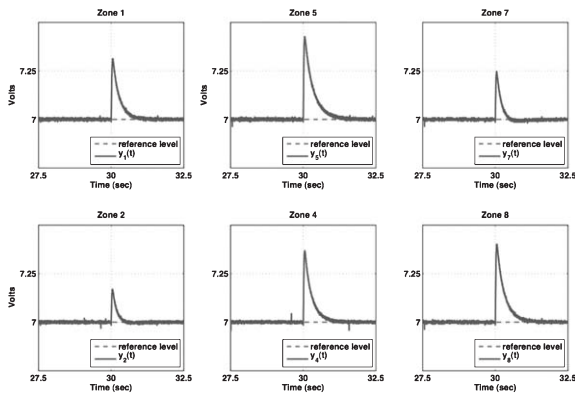 Zone 1
Zone 5
Zone 7
Volts
7.25
7
reference level
y1(t)
27.5
30
32.5
Time (sec)
Volts
7.25
7
reference level
y5(t)
27.5
30
32.5
Time (sec)
7.25
7
reference level
y7(t)
27.5
30
32.5
Time (sec)
Zone 2
Zone 4
Zone 8
Volts
7.25
7
reference level
y2(t)
27.5
30
32.5
Time (sec)
7.25
7
reference level
y4(t)
27.5
30
32.5
Time (sec)
7.25
7
reference level
y8(t)
27.5
30
32.5
Time (sec)